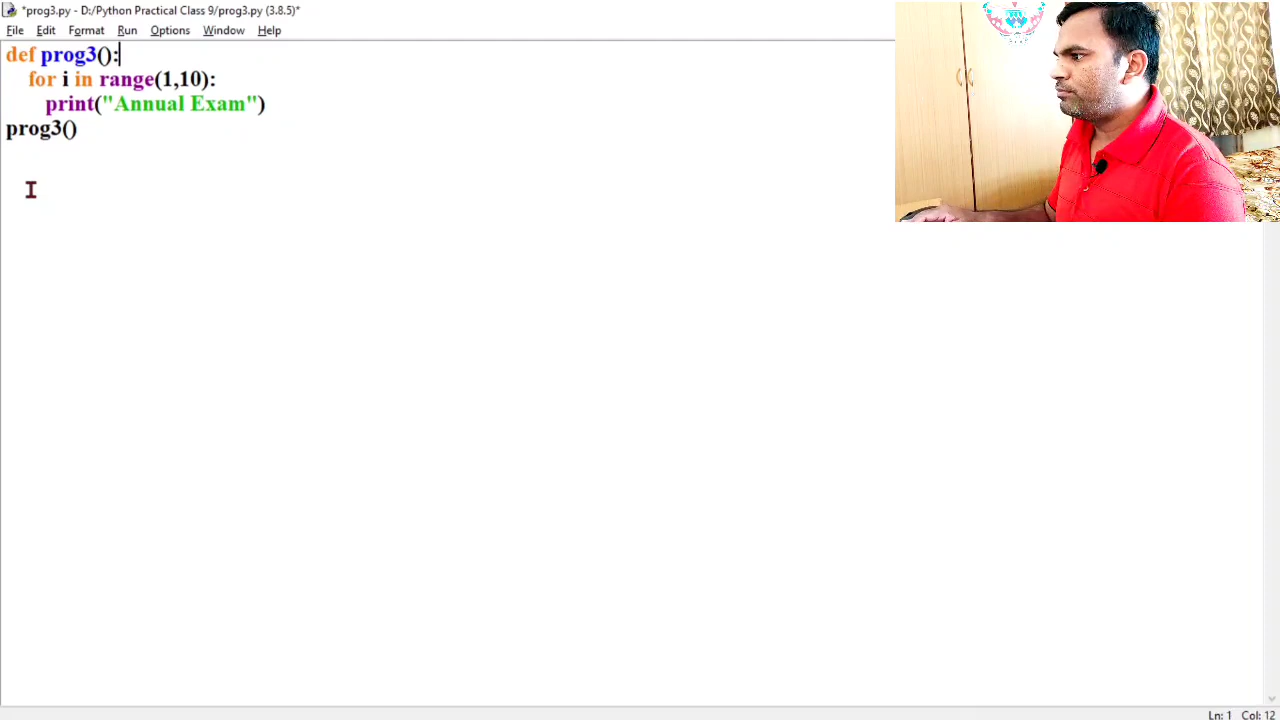 *prog3.py - D:/Python Practical Class 9/prog3.py (3.8.5)*
File Edit Format Run Options Window Help
def prog3():
    for i in range(1,10):
        print("Annual Exam")
prog3()
Ln: 1 Col: 12